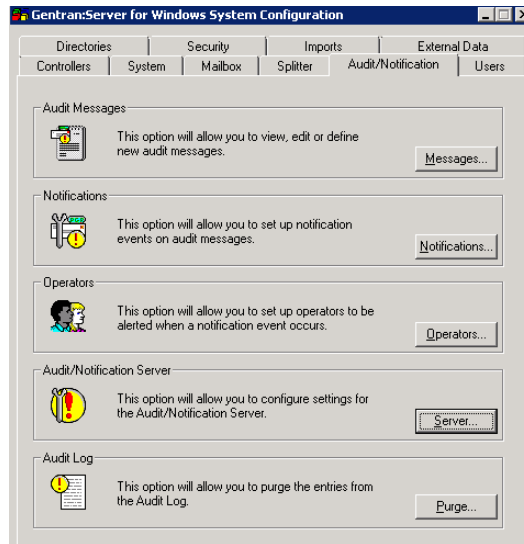 Gentran:Server for Windows System Configuration
Directories Security Imports External Data
Controllers System Mailbox Splitter Audit/Notification Users
Audit Messages
This option will allow you to view, edit or define
new audit messages.
Messages...
Notifications
This option will allow you to set up notification
events on audit messages.
Notifications...
Operators
This option will allow you to set up operators to be
alerted when a notification event occurs.
Operators...
Audit/Notification Server
This option will allow you to configure settings for
the Audit/Notification Server.
Server...
Audit Log
This option will allow you to purge the entries from
the Audit Log.
Purge...